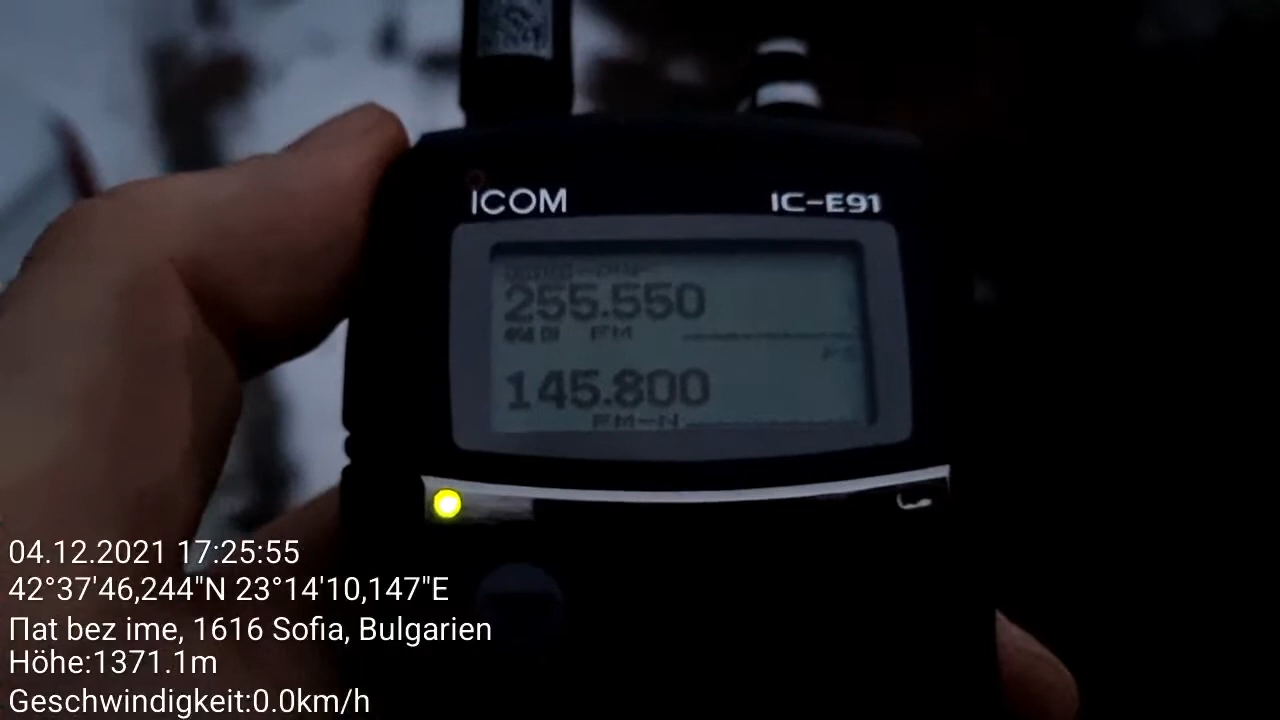 ICOM IC-E91
255.550
FM
145.800
FM-N
04.12.2021 17:25:55
42°37'46,244"N 23°14'10,147"E
Пat bez ime, 1616 Sofia, Bulgarien
Höhe:1371.1m
Geschwindigkeit:0.0km/h